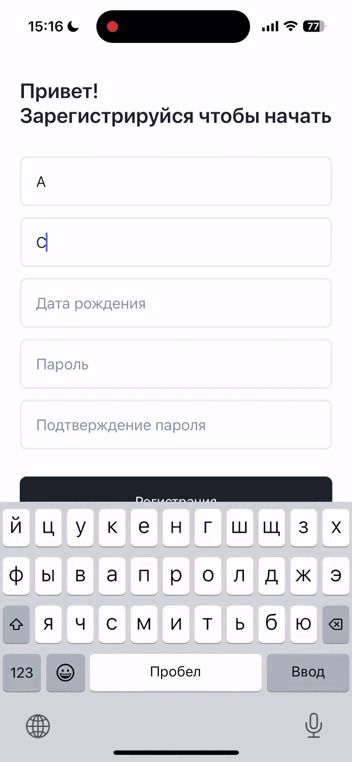 15:16
77
Привет!
Зарегистрируйся чтобы начать
А
С
Дата рождения
Пароль
Подтверждение пароля
Регистрация
й ц у к е н г ш щ з х
ф ы в а п р о л д ж э
я ч с м и т ь б ю
123 Пробел Ввод